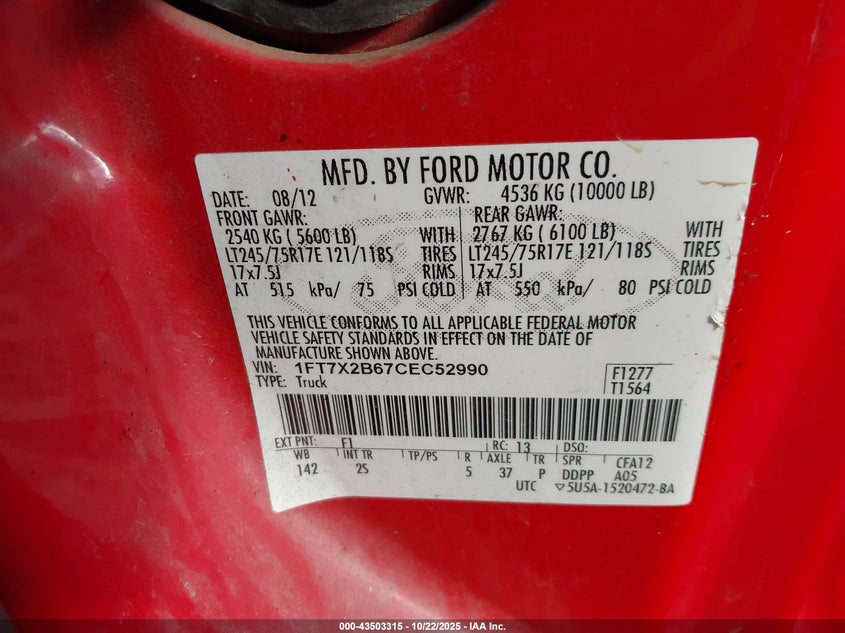 MFD. BY FORD MOTOR CO.
DATE: 08/12 GVWR: 4536 KG (10000 LB)
FRONT GAWR: REAR GAWR:
2540 KG ( 5600 LB) WITH 2767 KG ( 6100 LB) WITH
LT245/75R17E 121/118S TIRES LT245/75R17E 121/118S TIRES
17x7.5J RIMS 17x7.5J RIMS
AT 515 kPa/ 75 PSI COLD AT 550 kPa/ 80 PSI COLD
THIS VEHICLE CONFORMS TO ALL APPLICABLE FEDERAL MOTOR
VEHICLE SAFETY STANDARDS IN EFFECT ON THE DATE OF
MANUFACTURE SHOWN ABOVE.
VIN: 1FT7X2B67CEC52990 F1277
TYPE: Truck T1564
EXT PNT: F1 RC: 13 DSO:
WB INT TR TP/PS R AXLE TR SPR CFA12
142 2S 5 37 P DDPP A05
UTC ▽5U5A-1520472-BA
000-43503315 - 10/22/2025 - IAA Inc.